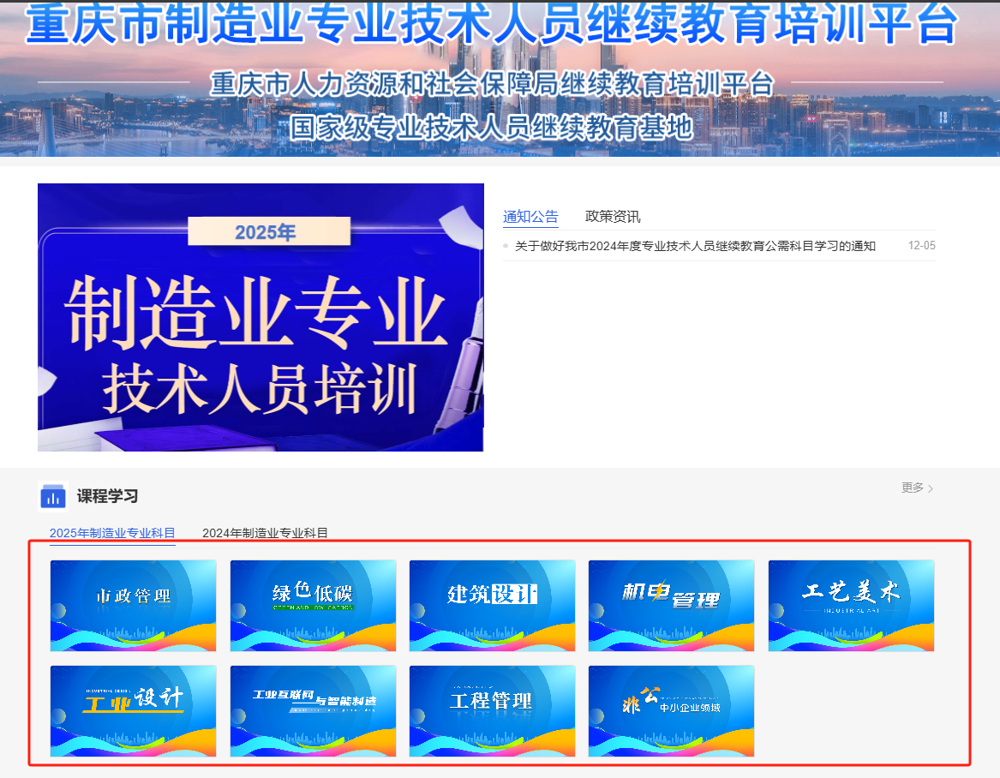 重庆市制造业专业技术人员继续教育培训平台
重庆市人力资源和社会保障局继续教育培训平台
国家级专业技术人员继续教育基地
2025年
制造业专业
技术人员培训
通知公告 政策资讯
关于做好我市2024年度专业技术人员继续教育公需科目学习的通知 12-05
课程学习 更多 >
2025年制造业专业科目 2024年制造业专业科目
市政管理
绿色低碳
GREEN AND LOW CARBON
建筑设计
机电管理
工艺美术
INDUSTRIAL ART
INDUSTRIAL DESIGN
工业设计
工业互联网与智能制造
工程管理
非公中小企业领域